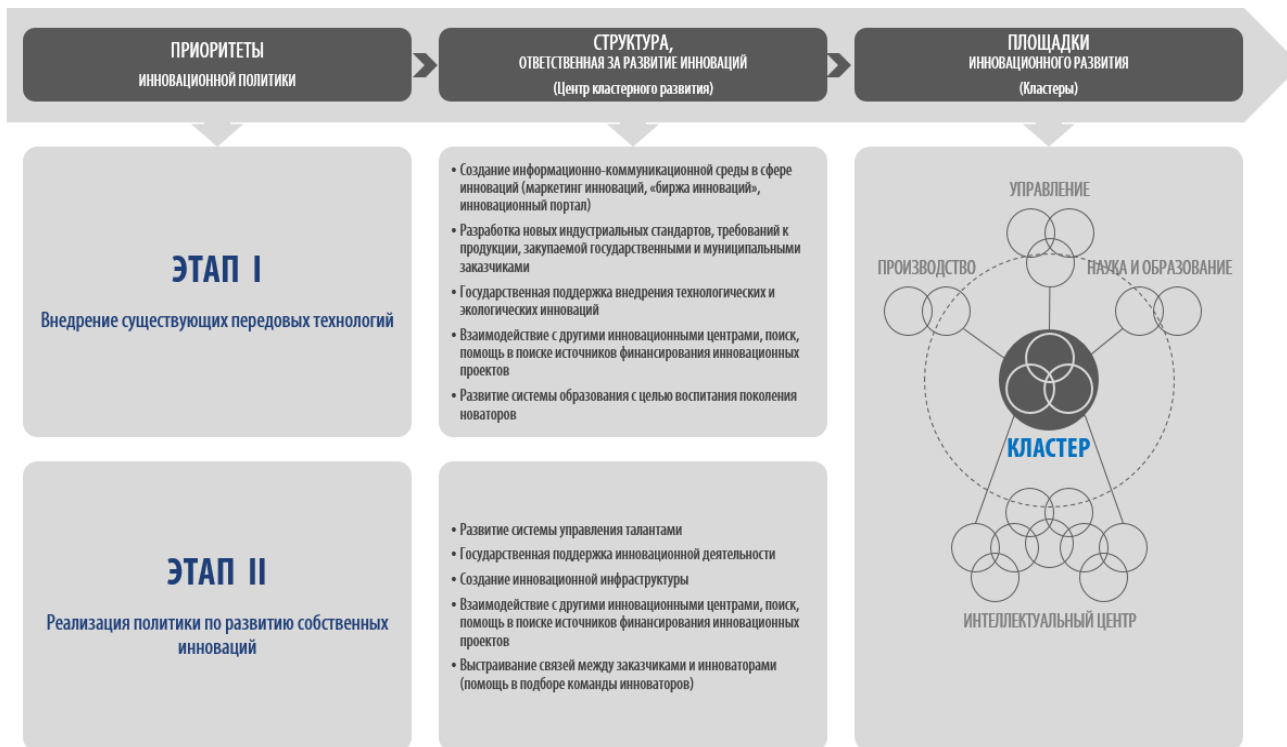 ПРИОРИТЕТЫ
ИННОВАЦИОННОЙ ПОЛИТИКИ
СТРУКТУРА,
ОТВЕТСТВЕННАЯ ЗА РАЗВИТИЕ ИННОВАЦИЙ
(Центр кластерного развития)
ПЛОЩАДКИ
ИННОВАЦИОННОГО РАЗВИТИЯ
(Кластеры)
ЭТАП I
Внедрение существующих передовых технологий
• Создание информационно-коммуникационной среды в сфере
инноваций (маркетинг инноваций, «биржа инноваций»,
инновационный портал)
• Разработка новых индустриальных стандартов, требований к
продукции, закупаемой государственными и муниципальными
заказчиками
• Государственная поддержка внедрения технологических и
экологических инноваций
• Взаимодействие с другими инновационными центрами, поиск,
помощь в поиске источников финансирования инновационных
проектов
• Развитие системы образования с целью воспитания поколения
новаторов
ЭТАП II
Реализация политики по развитию собственных
инноваций
• Развитие системы управления талантами
• Государственная поддержка инновационной деятельности
• Создание инновационной инфраструктуры
• Взаимодействие с другими инновационными центрами, поиск,
помощь в поиске источников финансирования инновационных
проектов
• Выстраивание связей между заказчиками и инноваторами
(помощь в подборе команды инноваторов)
УПРАВЛЕНИЕ
ПРОИЗВОДСТВО
НАУКА И ОБРАЗОВАНИЕ
КЛАСТЕР
ИНТЕЛЛЕКТУАЛЬНЫЙ ЦЕНТР